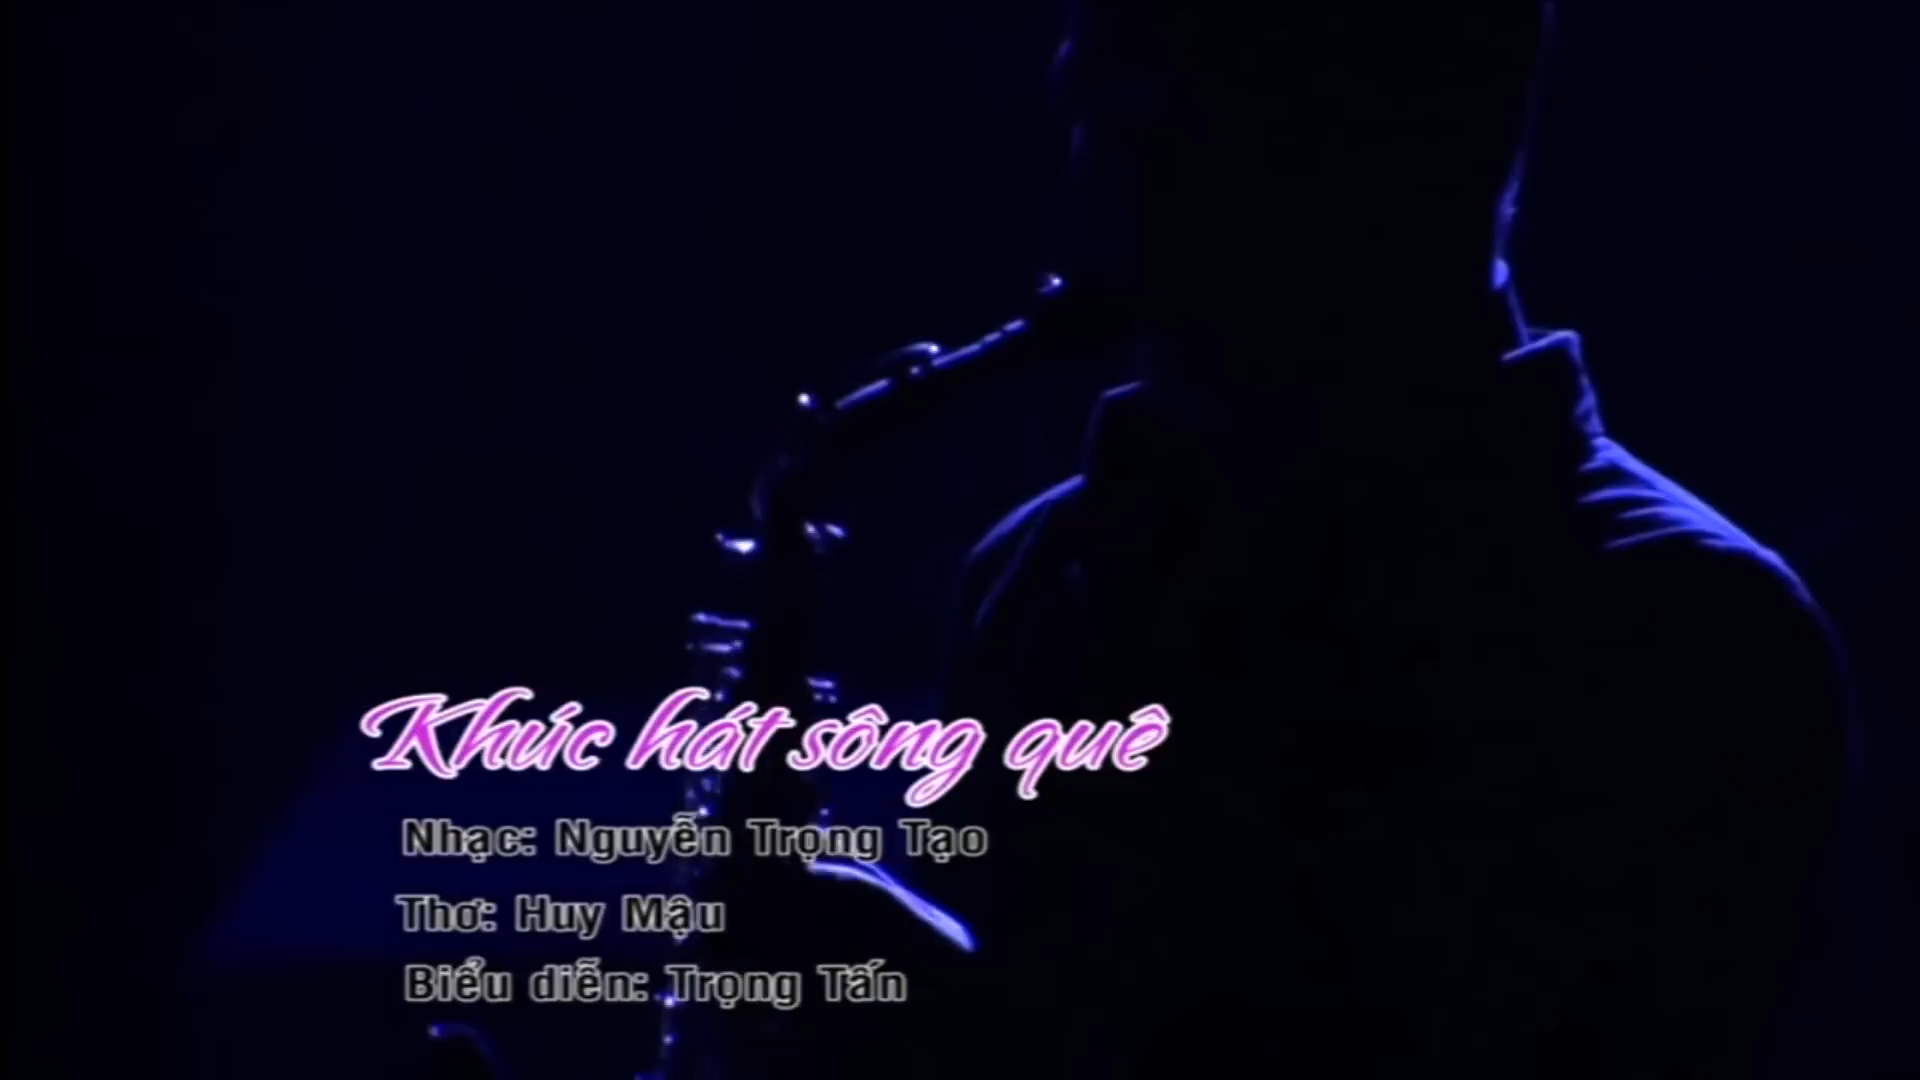 Khúc hát sông quê
Nhạc: Nguyễn Trọng Tạo
Thơ: Huy Mậu
Biểu diễn: Trọng Tấn